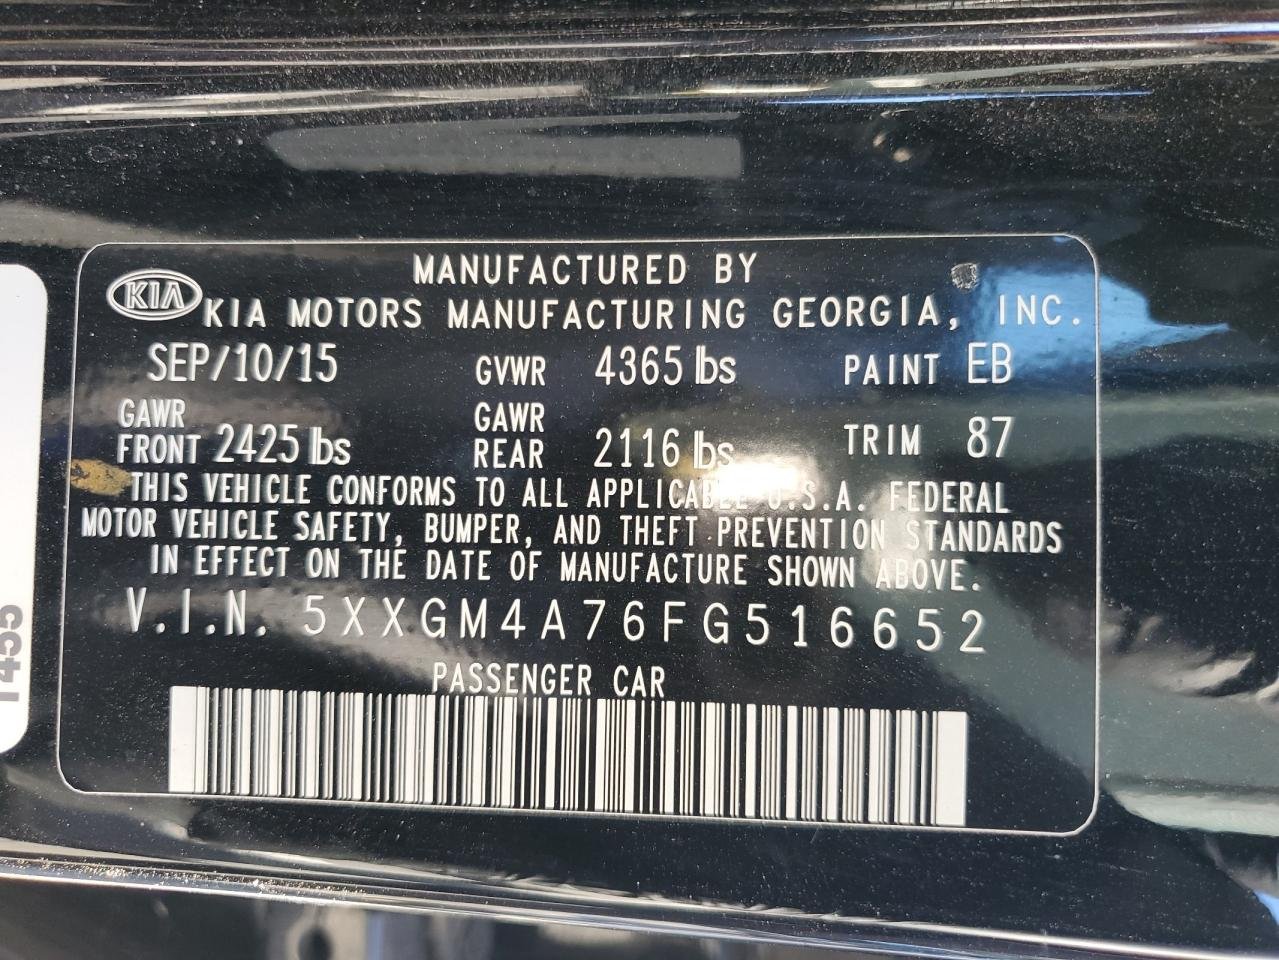 MANUFACTURED BY
KIA KIA MOTORS MANUFACTURING GEORGIA, INC.
SEP/10/15 GVWR 4365 lbs PAINT EB
GAWR FRONT 2425 lbs GAWR REAR 2116 lbs TRIM 87
THIS VEHICLE CONFORMS TO ALL APPLICABLE U.S.A. FEDERAL
MOTOR VEHICLE SAFETY, BUMPER, AND THEFT PREVENTION STANDARDS
IN EFFECT ON THE DATE OF MANUFACTURE SHOWN ABOVE.
V.I.N. 5XXGM4A76FG516652
PASSENGER CAR
1455